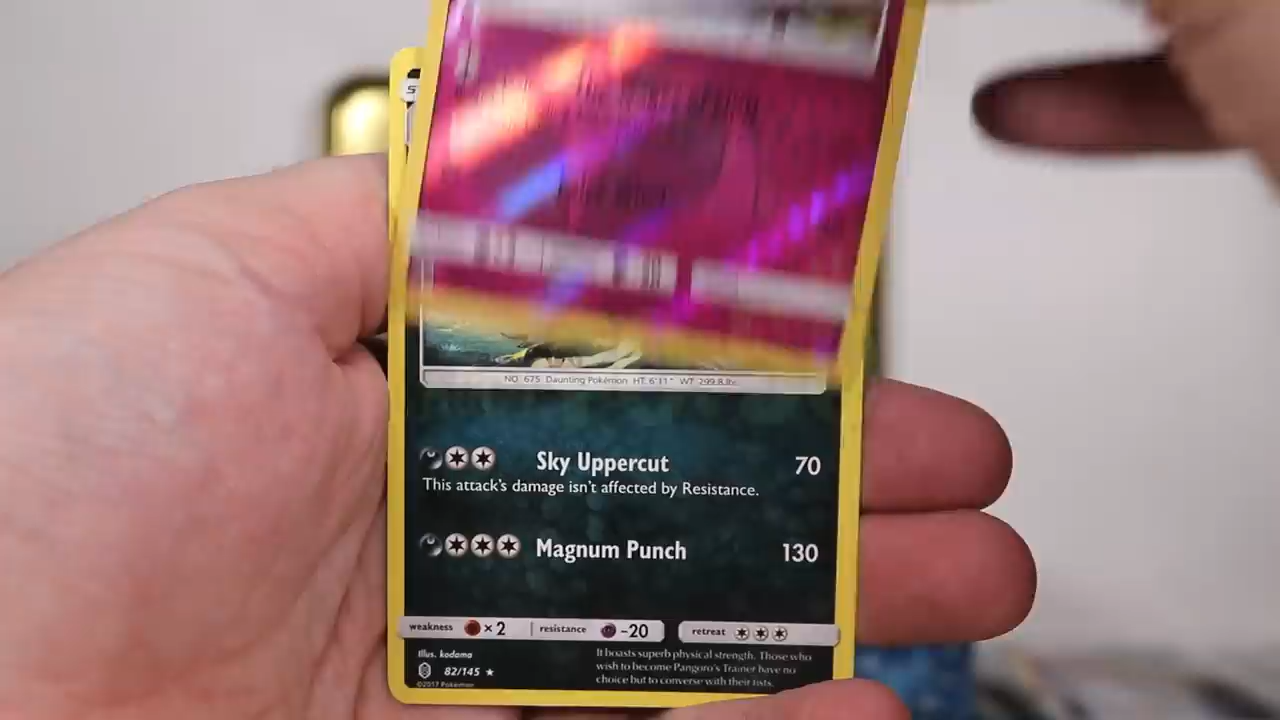 S
NO. 675 Daunting Pokémon HT: 6'11" WT: 299.8 lbs.
Sky Uppercut 70
This attack's damage isn't affected by Resistance.
Magnum Punch 130
weakness ×2 resistance -20 retreat
Illus. kodama
It boasts superb physical strength. Those who
wish to become Pangoro's Trainer have no
choice but to converse with their fists.
82/145
©2017 Pokémon